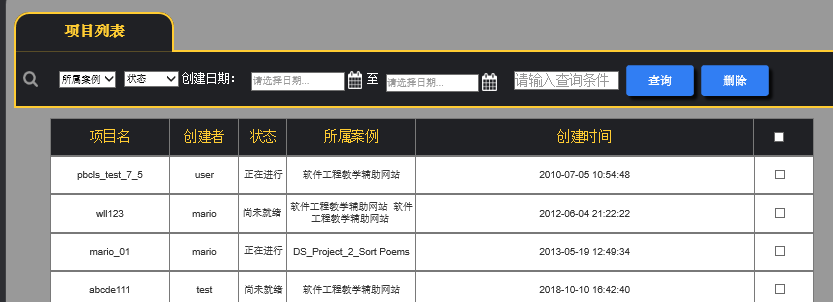 项目列表
所属案例 状态 创建日期： 请选择日期... 至 请选择日期... 请输入查询条件 查询 删除
项目名 创建者 状态 所属案例 创建时间
pbcls_test_7_5 user 正在进行 软件工程教学辅助网站 2010-07-05 10:54:48
wll123 mario 尚未就绪 软件工程教学辅助网站 软件 2012-06-04 21:22:22
工程教学辅助网站
mario_01 mario 正在进行 DS_Project_2_Sort Poems 2013-05-19 12:49:34
abcde111 test 尚未就绪 软件工程教学辅助网站 2018-10-10 16:42:40